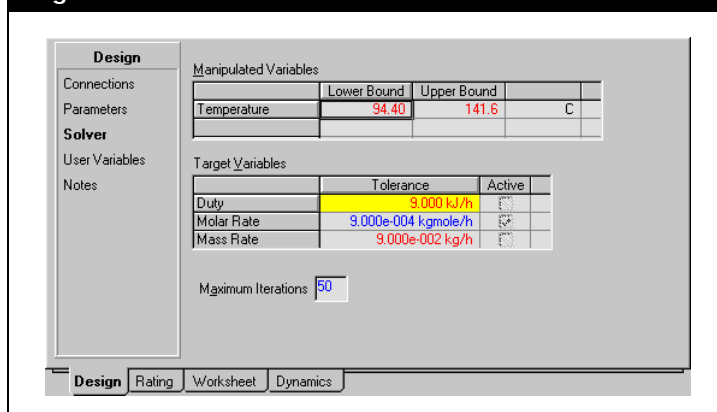 Design
Connections
Parameters
Solver
User Variables
Notes
Manipulated Variables
Lower Bound Upper Bound
Temperature 94.40 141.6 C
Target Variables
Tolerance Active
Duty 9.000 kJ/h
Molar Rate 9.000e-004 kgmole/h
Mass Rate 9.000e-002 kg/h
Maximum Iterations 50
Design Rating Worksheet Dynamics